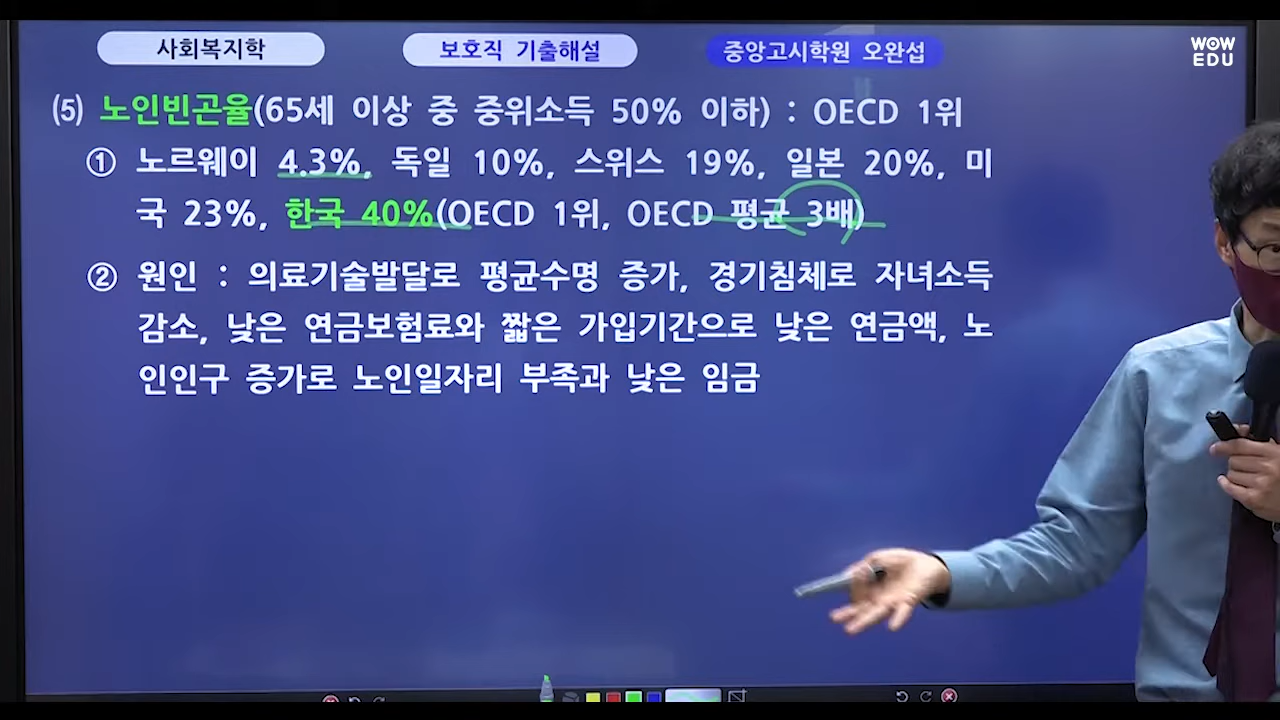 사회복지학
보호직 기출해설
중앙고시학원 오완섭
WOW
EDU
(5) 노인빈곤율(65세 이상 중 중위소득 50% 이하) : OECD 1위
① 노르웨이 4.3%, 독일 10%, 스위스 19%, 일본 20%, 미
국 23%, 한국 40%(OECD 1위, OECD 평균 3배)
② 원인 : 의료기술발달로 평균수명 증가, 경기침체로 자녀소득
감소, 낮은 연금보험료와 짧은 가입기간으로 낮은 연금액, 노
인인구 증가로 노인일자리 부족과 낮은 임금